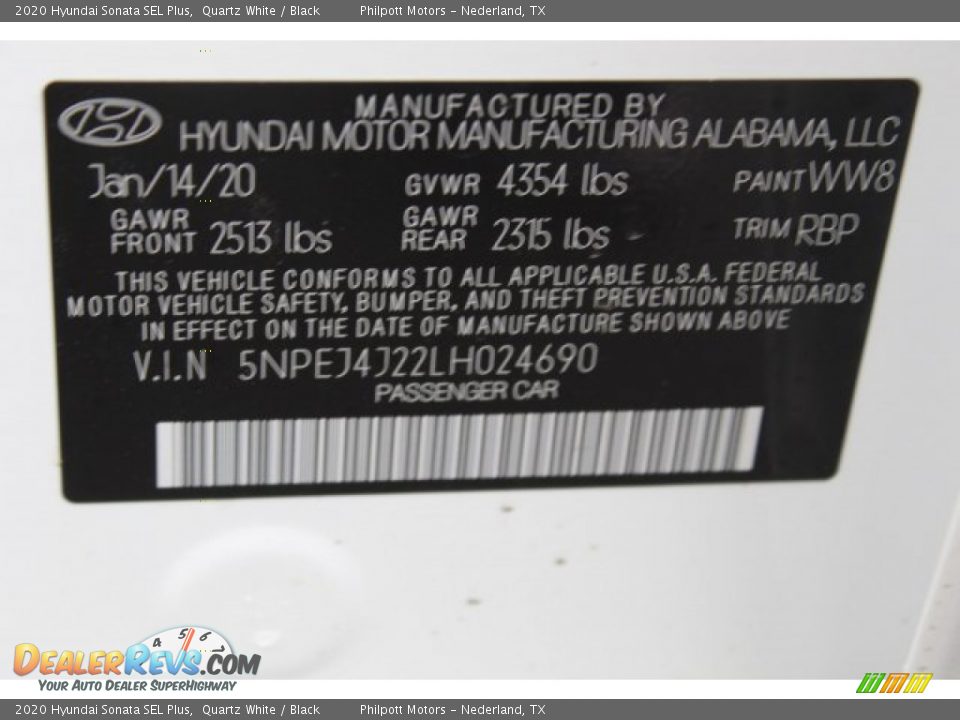 2020 Hyundai Sonata SEL Plus,  Quartz White / Black  Philpott Motors - Nederland, TX
MANUFACTURED BY
HYUNDAI MOTOR MANUFACTURING ALABAMA, LLC
Jan/14/20  GVWR 4354 lbs  PAINT WW8
GAWR FRONT 2513 lbs  GAWR REAR 2315 lbs  TRIM RBP
THIS VEHICLE CONFORMS TO ALL APPLICABLE U.S.A. FEDERAL
MOTOR VEHICLE SAFETY, BUMPER, AND THEFT PREVENTION STANDARDS
IN EFFECT ON THE DATE OF MANUFACTURE SHOWN ABOVE
V.I.N 5NPEJ4J22LH024690
PASSENGER CAR
4 5 6 7
DEALERREVS.COM
YOUR AUTO DEALER SUPERHIGHWAY
2020 Hyundai Sonata SEL Plus,  Quartz White / Black  Philpott Motors - Nederland, TX